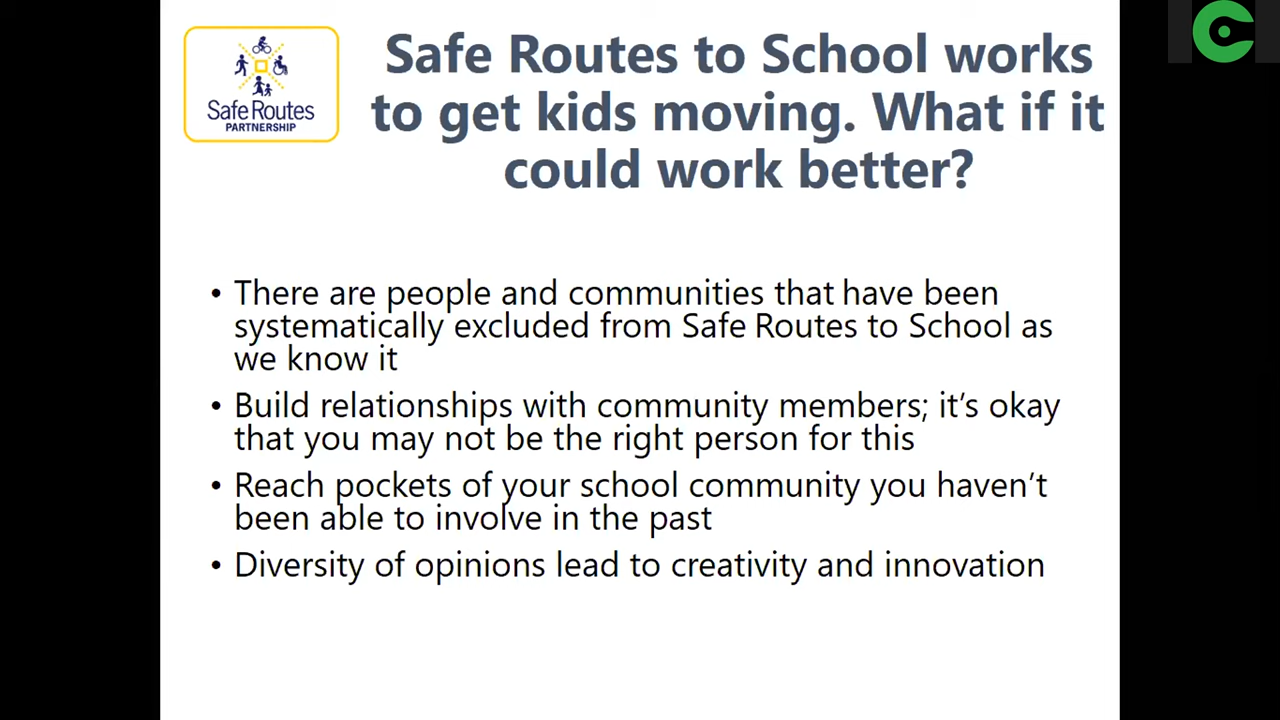 Safe Routes
PARTNERSHIP
Safe Routes to School works
to get kids moving. What if it
could work better?
• There are people and communities that have been
systematically excluded from Safe Routes to School as
we know it
• Build relationships with community members; it's okay
that you may not be the right person for this
• Reach pockets of your school community you haven't
been able to involve in the past
• Diversity of opinions lead to creativity and innovation